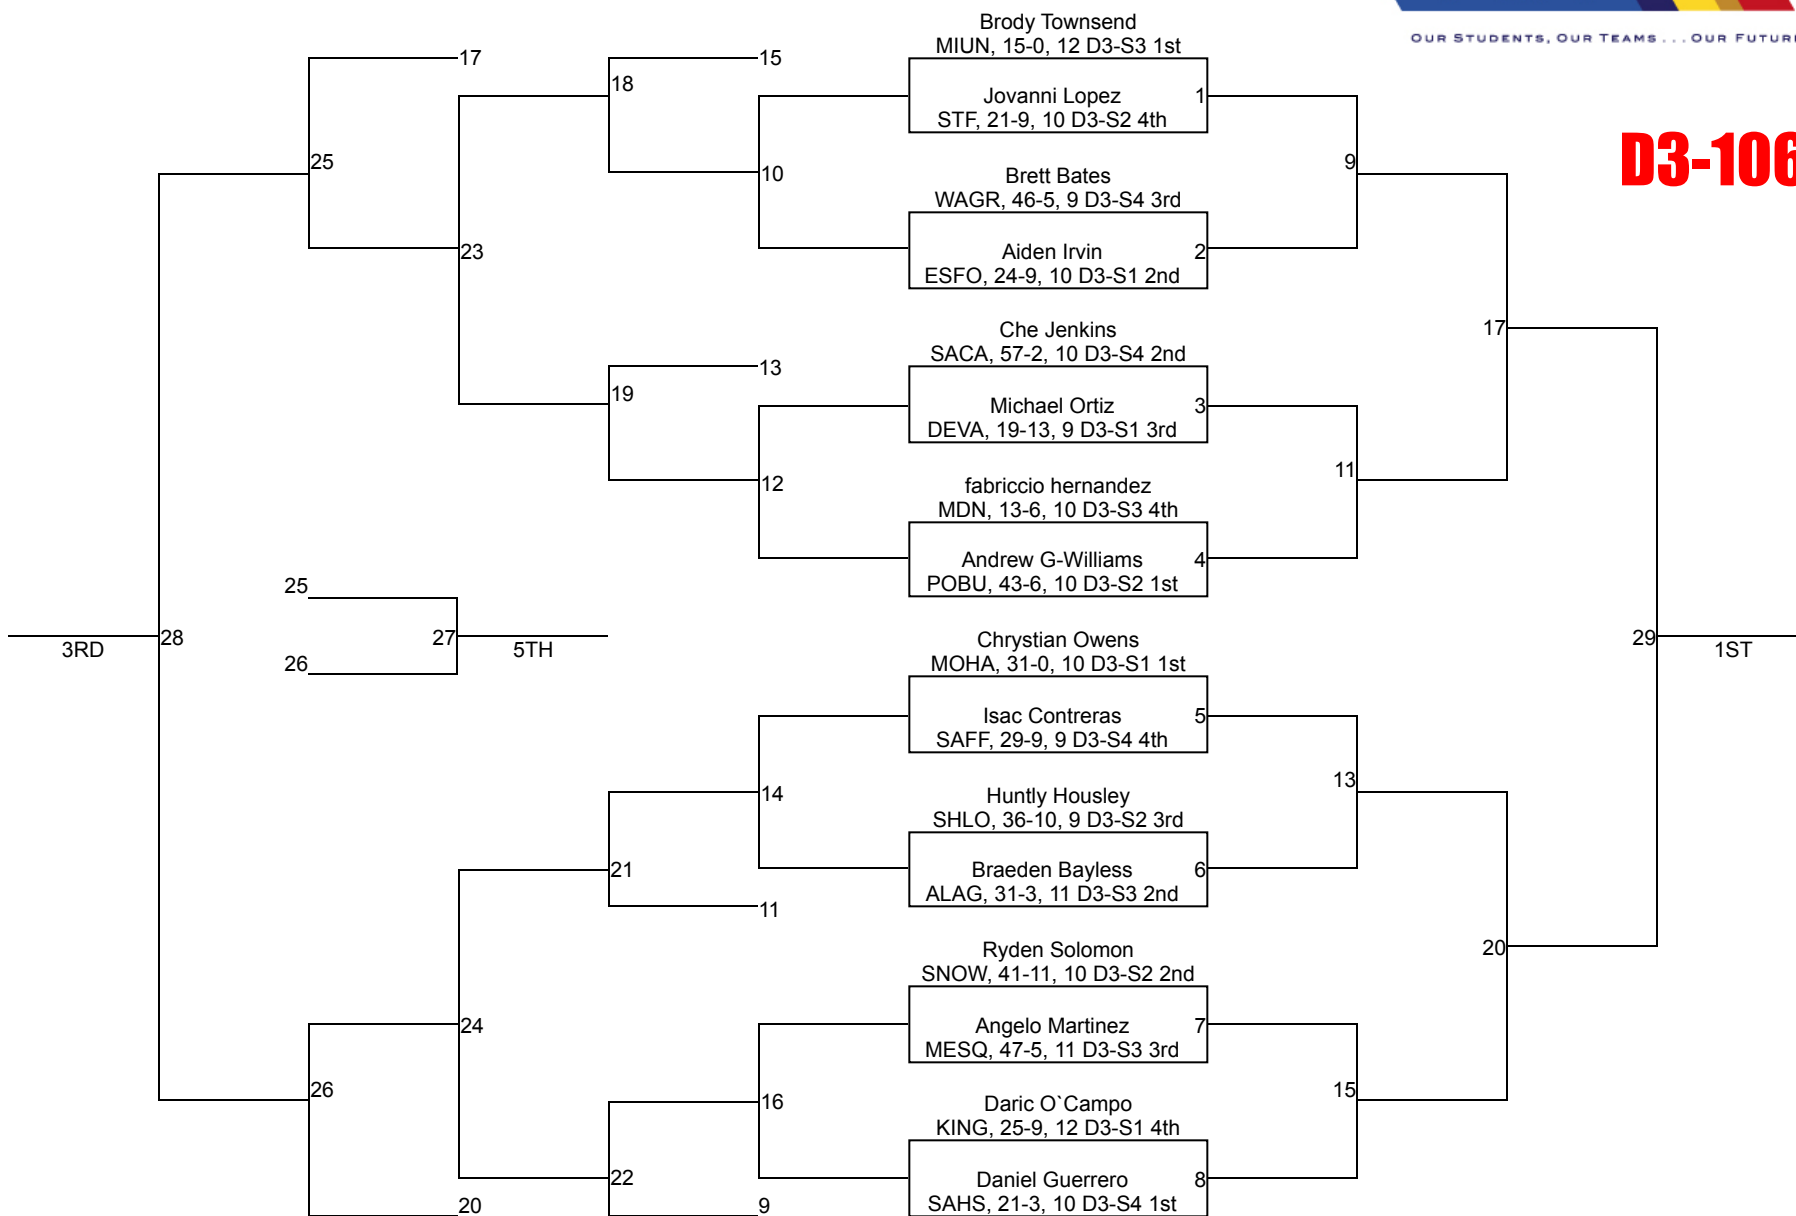 OUR STUDENTS, OUR TEAMS ... OUR FUTURE
D3-106
Brody Townsend
MIUN, 15-0, 12 D3-S3 1st
17
15
18
Jovanni Lopez
1
STF, 21-9, 10 D3-S2 4th
25
10
9
Brett Bates
WAGR, 46-5, 9 D3-S4 3rd
23
Aiden Irvin
2
ESFO, 24-9, 10 D3-S1 2nd
17
Che Jenkins
SACA, 57-2, 10 D3-S4 2nd
13
19
Michael Ortiz
3
DEVA, 19-13, 9 D3-S1 3rd
12
11
fabriccio hernandez
MDN, 13-6, 10 D3-S3 4th
Andrew G-Williams
4
POBU, 43-6, 10 D3-S2 1st
25
3RD
28
27
5TH
26
29
1ST
Chrystian Owens
MOHA, 31-0, 10 D3-S1 1st
Isac Contreras
5
SAFF, 29-9, 9 D3-S4 4th
14
13
Huntly Housley
SHLO, 36-10, 9 D3-S2 3rd
21
Braeden Bayless
6
ALAG, 31-3, 11 D3-S3 2nd
11
20
Ryden Solomon
SNOW, 41-11, 10 D3-S2 2nd
24
Angelo Martinez
7
MESQ, 47-5, 11 D3-S3 3rd
26
16
15
Daric O`Campo
KING, 25-9, 12 D3-S1 4th
22
Daniel Guerrero
8
SAHS, 21-3, 10 D3-S4 1st
20
9